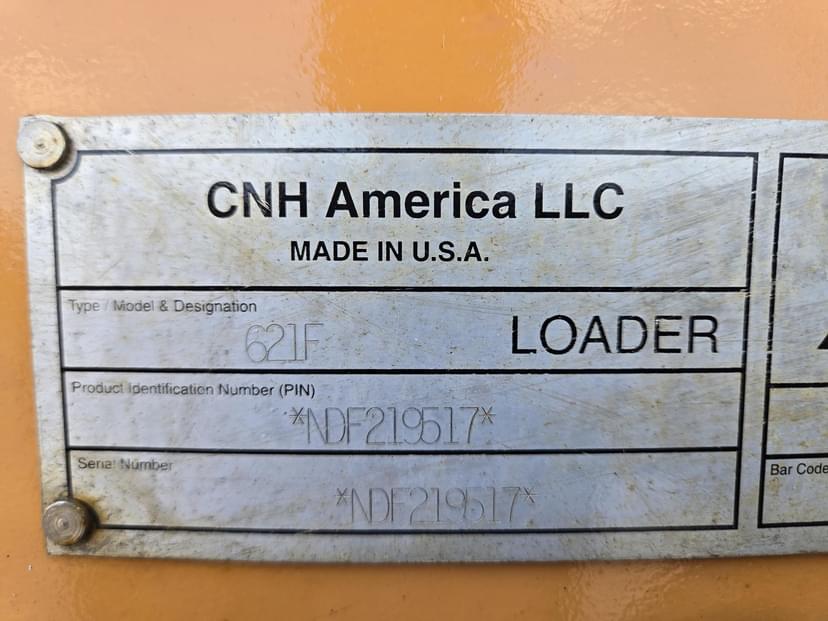 CNH America LLC
MADE IN U.S.A.
Type / Model & Designation
621F LOADER
Product Identification Number (PIN)
*NDF219517*
Serial Number
*NDF219517*
Bar Code